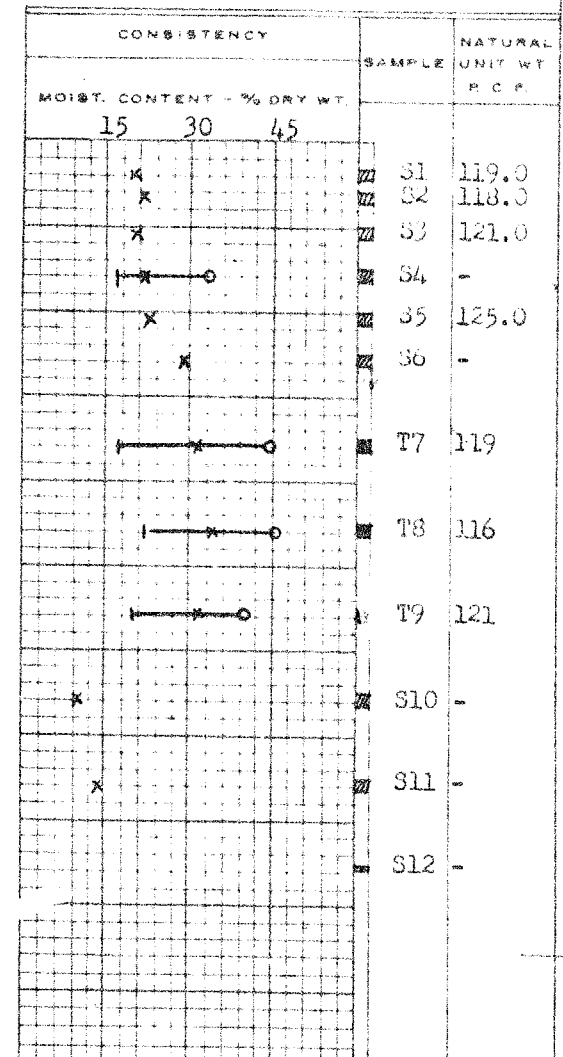 CONSISTENCY
SAMPLE
NATURAL
UNIT WT
P. C. F.
MOIST. CONTENT - % DRY WT.
15 30 45
S1 119.0
S2 118.0
S3 121.0
S4 -
S5 125.0
S6 -
T7 119
T8 116
T9 121
S10 -
S11 -
S12 -